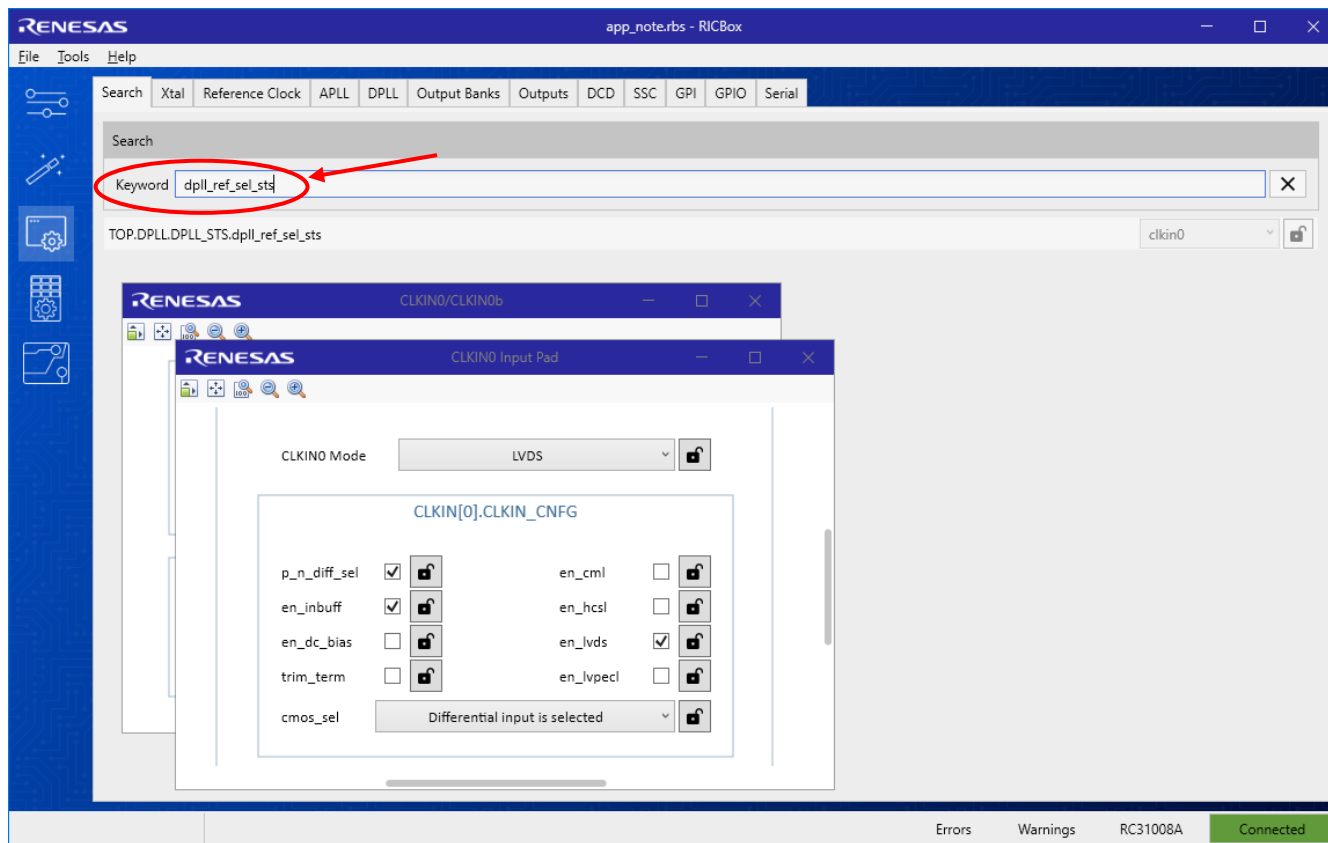 RENESAS app_note.rbs - RICBox
File Tools Help
Search Xtal Reference Clock APLL DPLL Output Banks Outputs DCD SSC GPI GPIO Serial
Search
Keyword dpll_ref_sel_sts
TOP.DPLL.DPLL_STS.dpll_ref_sel_sts clkin0
RENESAS CLKIN0/CLKIN0b
100
RENESAS CLKIN0 Input Pad
100
CLKIN0 Mode LVDS
CLKIN[0].CLKIN_CNFG
p_n_diff_sel en_cml
en_inbuff en_hcsl
en_dc_bias en_lvds
trim_term en_lvpecl
cmos_sel Differential input is selected
Errors Warnings RC31008A Connected